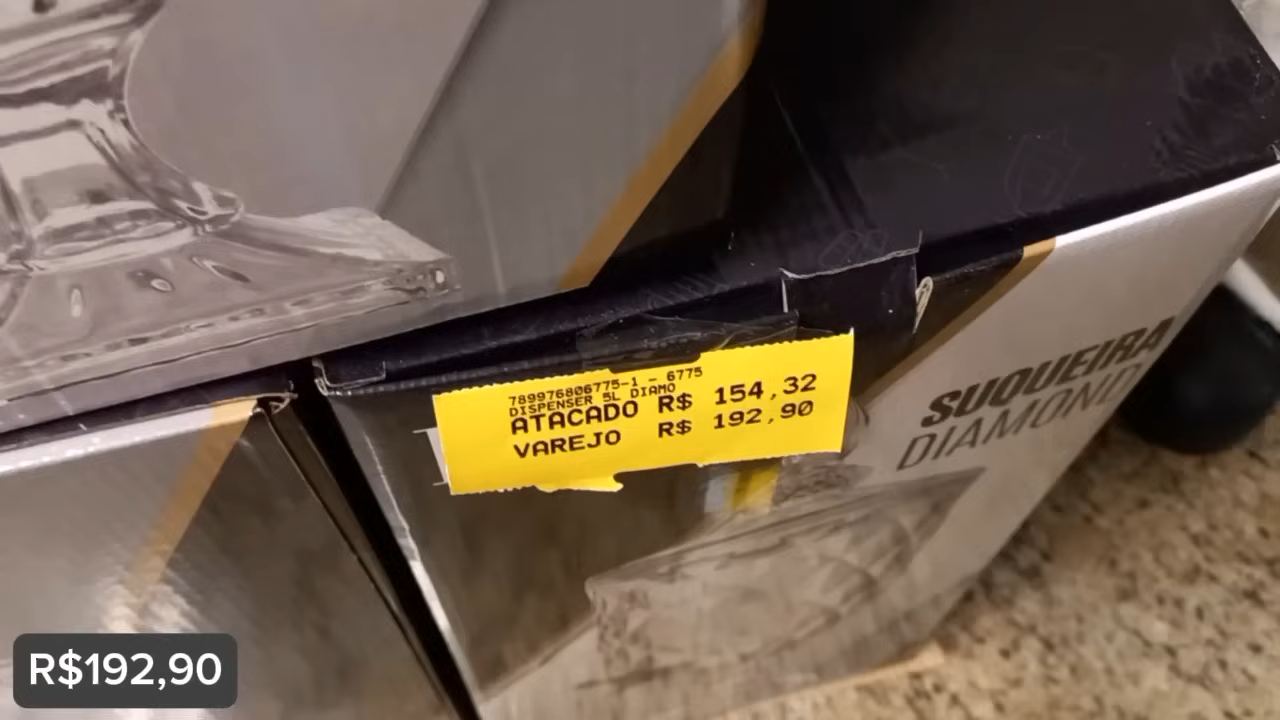 789976806775-1 - 6775
DISPENSER 5L DIAMO
ATACADO R$ 154,32
VAREJO R$ 192,90
SUQUEIRA
DIAMOND
R$192,90